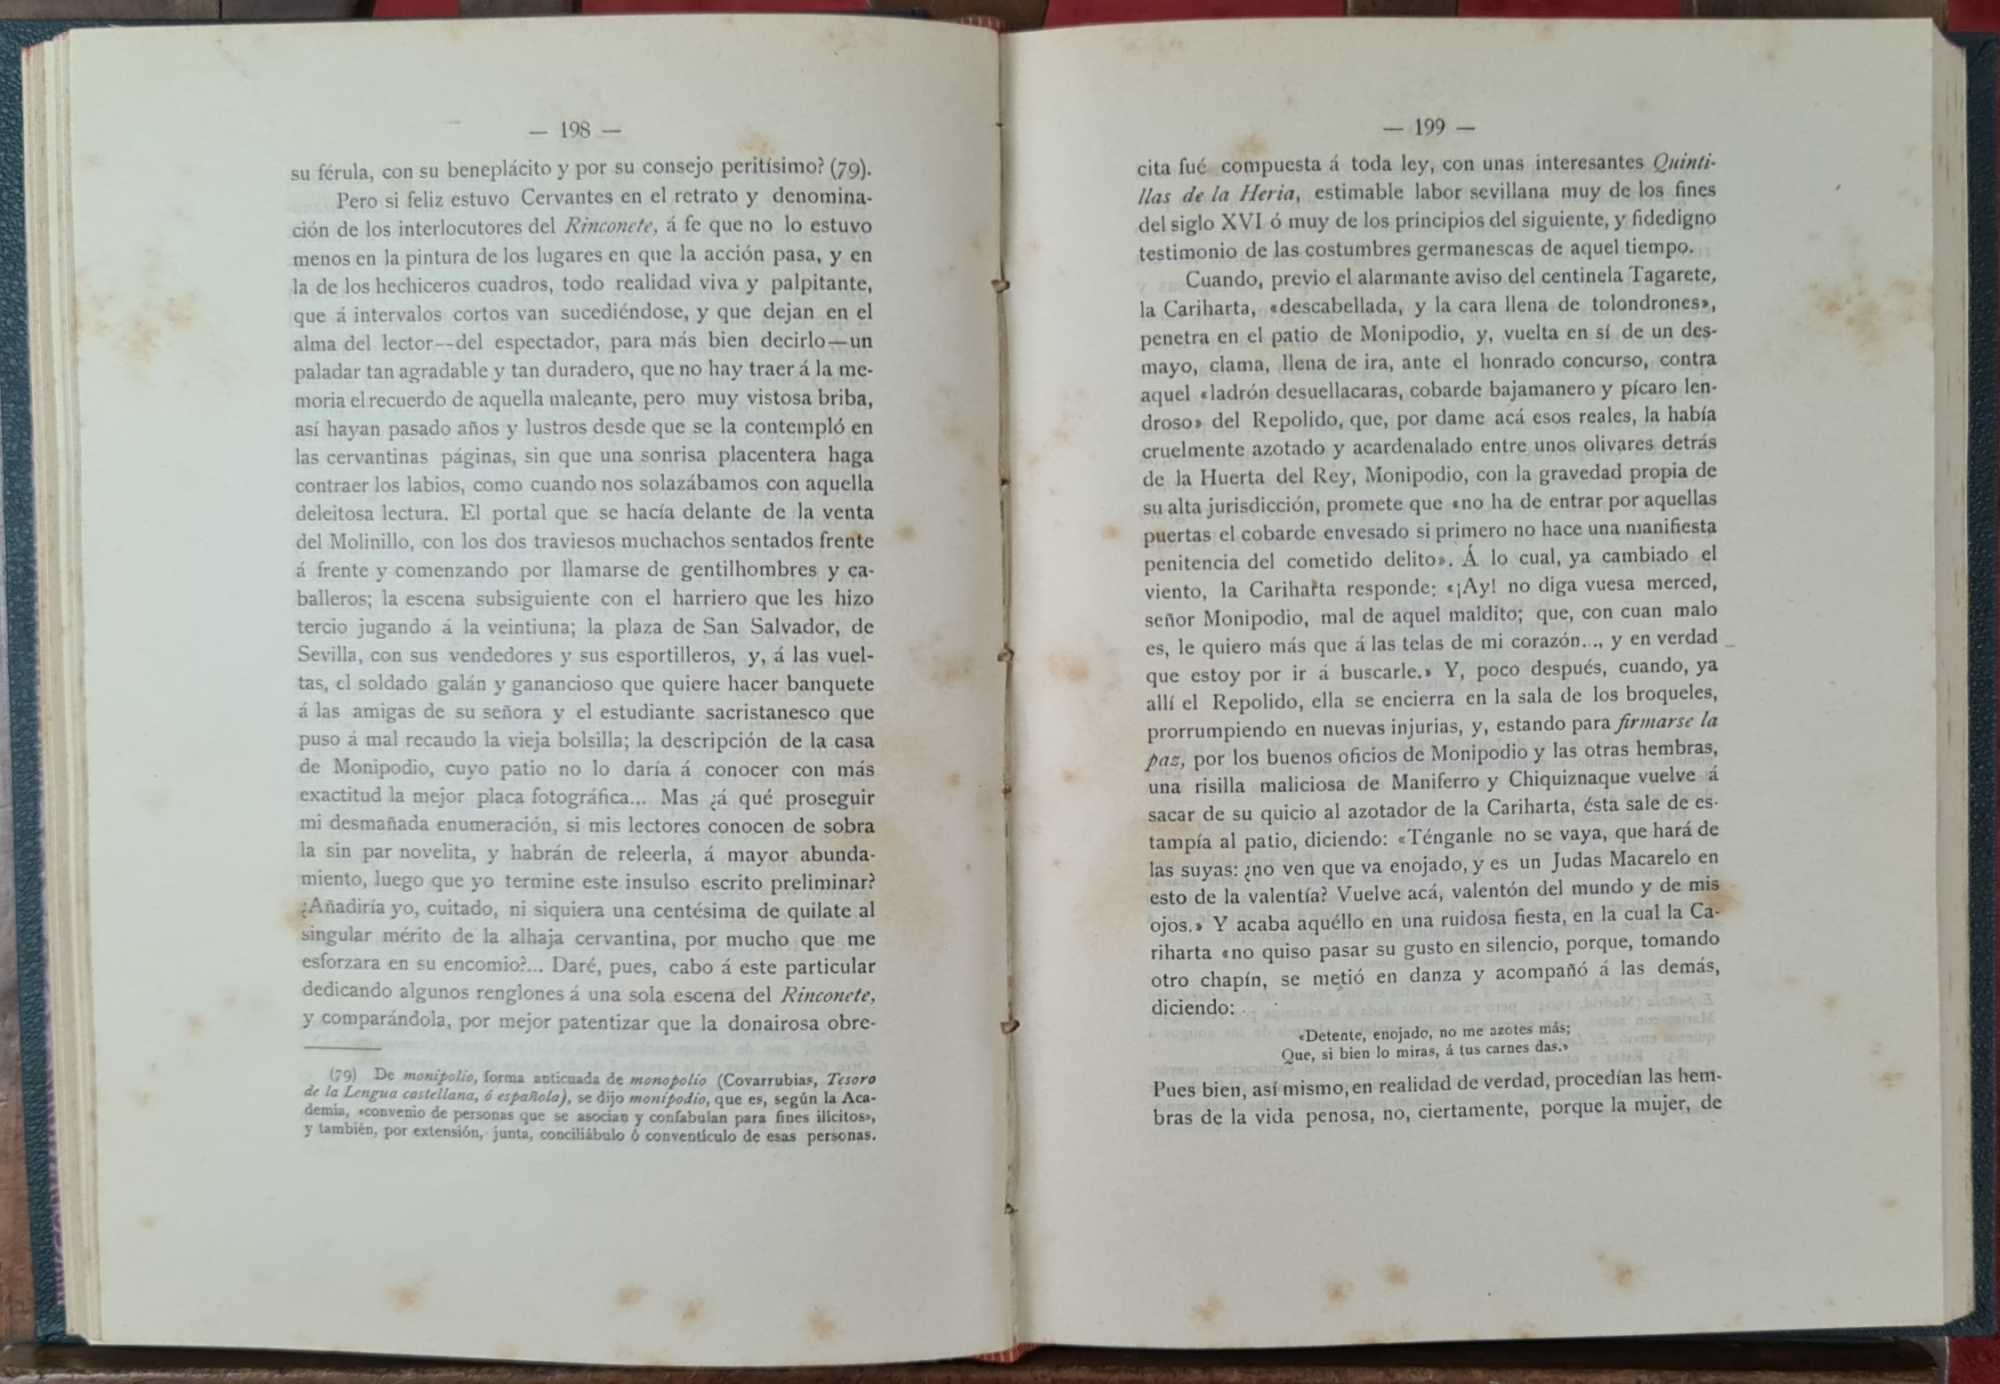 — 198 —
su férula, con su beneplácito y por su consejo peritísimo? (79).
Pero si feliz estuvo Cervantes en el retrato y denomina-
ción de los interlocutores del Rinconete, á fe que no lo estuvo
menos en la pintura de los lugares en que la acción pasa, y en
la de los hechiceros cuadros, todo realidad viva y palpitante,
que á intervalos cortos van sucediéndose, y que dejan en el
alma del lector—del espectador, para más bien decirlo—un
paladar tan agradable y tan duradero, que no hay traer á la me-
moria el recuerdo de aquella maleante, pero muy vistosa briba,
así hayan pasado años y lustros desde que se la contempló en
las cervantinas páginas, sin que una sonrisa placentera haga
contraer los labios, como cuando nos solazábamos con aquella
deleitosa lectura. El portal que se hacía delante de la venta
del Molinillo, con los dos traviesos muchachos sentados frente
á frente y comenzando por llamarse de gentilhombres y ca-
balleros; la escena subsiguiente con el harriero que les hizo
tercio jugando á la veintiuna; la plaza de San Salvador, de
Sevilla, con sus vendedores y sus esportilleros, y, á las vuel-
tas, el soldado galán y ganancioso que quiere hacer banquete
á las amigas de su señora y el estudiante sacristanesco que
puso á mal recaudo la vieja bolsilla; la descripción de la casa
de Monipodio, cuyo patio no lo daría á conocer con más
exactitud la mejor placa fotográfica... Mas ¿á qué proseguir
mi desmañada enumeración, si mis lectores conocen de sobra
la sin par novelita, y habrán de releerla, á mayor abunda-
miento, luego que yo termine este insulso escrito preliminar?
¿Añadiría yo, cuitado, ni siquiera una centésima de quilate al
singular mérito de la alhaja cervantina, por mucho que me
esforzara en su encomio?... Daré, pues, cabo á este particular
dedicando algunos renglones á una sola escena del Rinconete,
y comparándola, por mejor patentizar que la donairosa obre-
(79) De monipolio, forma anticuada de monopolio (Covarrubias, Tesoro
de la Lengua castellana, ó española), se dijo monipodio, que es, según la Aca-
demia, «convenio de personas que se asocian y confabulan para fines ilícitos»,
y también, por extensión, junta, conciliábulo ó conventículo de esas personas.
— 199 —
cita fué compuesta á toda ley, con unas interesantes Quinti-
llas de la Heria, estimable labor sevillana muy de los fines
del siglo XVI ó muy de los principios del siguiente, y fidedigno
testimonio de las costumbres germanescas de aquel tiempo.
Cuando, previo el alarmante aviso del centinela Tagarete,
la Cariharta, «descabellada, y la cara llena de tolondrones»,
penetra en el patio de Monipodio, y, vuelta en sí de un des-
mayo, clama, llena de ira, ante el honrado concurso, contra
aquel «ladrón desuellacaras, cobarde bajamanero y pícaro len-
droso» del Repolido, que, por dame acá esos reales, la había
cruelmente azotado y acardenalado entre unos olivares detrás
de la Huerta del Rey, Monipodio, con la gravedad propia de
su alta jurisdicción, promete que «no ha de entrar por aquellas
puertas el cobarde envesado si primero no hace una manifiesta
penitencia del cometido delito». Á lo cual, ya cambiado el
viento, la Cariharta responde: «¡Ay! no diga vuesa merced,
señor Monipodio, mal de aquel maldito; que, con cuan malo
es, le quiero más que á las telas de mi corazón..., y en verdad
que estoy por ir á buscarle.» Y, poco después, cuando, ya
allí el Repolido, ella se encierra en la sala de los broqueles,
prorrumpiendo en nuevas injurias, y, estando para firmarse la
paz, por los buenos oficios de Monipodio y las otras hembras,
una risilla maliciosa de Maniferro y Chiquiznaque vuelve á
sacar de su quicio al azotador de la Cariharta, ésta sale de es-
tampía al patio, diciendo: «Ténganle no se vaya, que hará de
las suyas: ¿no ven que va enojado, y es un Judas Macarelo en
esto de la valentía? Vuelve acá, valentón del mundo y de mis
ojos.» Y acaba aquéllo en una ruidosa fiesta, en la cual la Ca-
riharta «no quiso pasar su gusto en silencio, porque, tomando
otro chapín, se metió en danza y acompañó á las demás,
diciendo:
«Detente, enojado, no me azotes más;
Que, si bien lo miras, á tus carnes das.»
Pues bien, así mismo, en realidad de verdad, procedían las hem-
bras de la vida penosa, no, ciertamente, porque la mujer, de